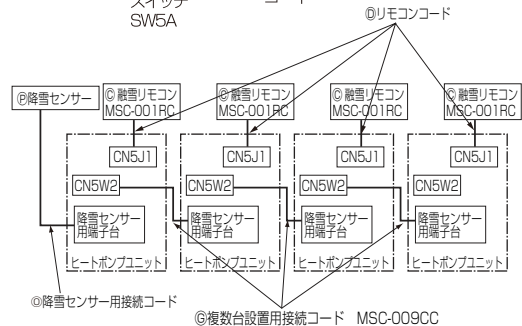 スイッチ
SW5A
コード
Ⓓリモコンコード
Ⓟ降雪センサー
Ⓒ融雪リモコン
MSC-001RC
Ⓒ融雪リモコン
MSC-001RC
Ⓒ融雪リモコン
MSC-001RC
Ⓒ融雪リモコン
MSC-001RC
CN5J1
CN5J1
CN5J1
CN5J1
CN5W2
CN5W2
CN5W2
CN5W2
降雪センサー
用端子台
降雪センサー
用端子台
降雪センサー
用端子台
降雪センサー
用端子台
ヒートポンプユニット
ヒートポンプユニット
ヒートポンプユニット
ヒートポンプユニット
Ⓞ降雪センサー用接続コード
Ⓖ複数台設置用接続コード MSC-009CC